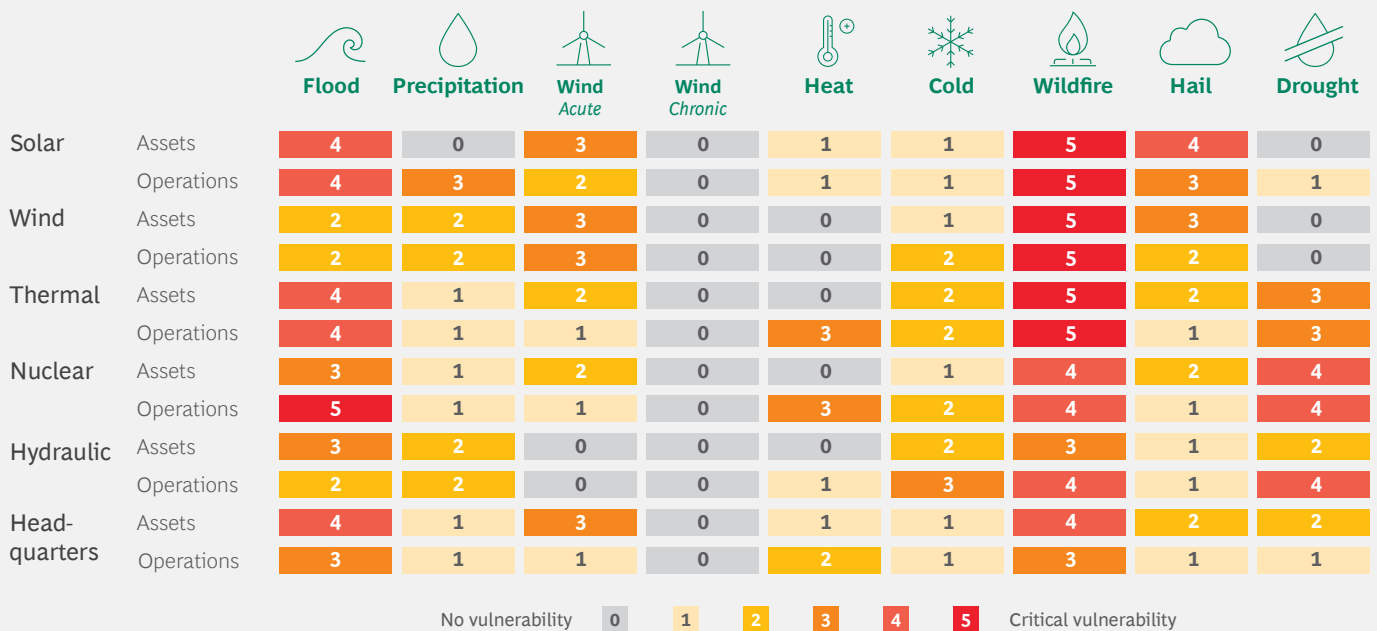 Flood Precipitation Wind Wind Heat Cold Wildfire Hail Drought
Acute Chronic
Solar Assets 4 0 3 0 1 1 5 4 0
Operations 4 3 2 0 1 1 5 3 1
Wind Assets 2 2 3 0 0 1 5 3 0
Operations 2 2 3 0 0 2 5 2 0
Thermal Assets 4 1 2 0 0 2 5 2 3
Operations 4 1 1 0 3 2 5 1 3
Nuclear Assets 3 1 2 0 0 1 4 2 4
Operations 5 1 1 0 3 2 4 1 4
Hydraulic Assets 3 2 0 0 0 2 3 1 2
Operations 2 2 0 0 1 3 4 1 4
Head- Assets 4 1 3 0 1 1 4 2 2
quarters Operations 3 1 1 0 2 1 3 1 1
No vulnerability 0 1 2 3 4 5 Critical vulnerability